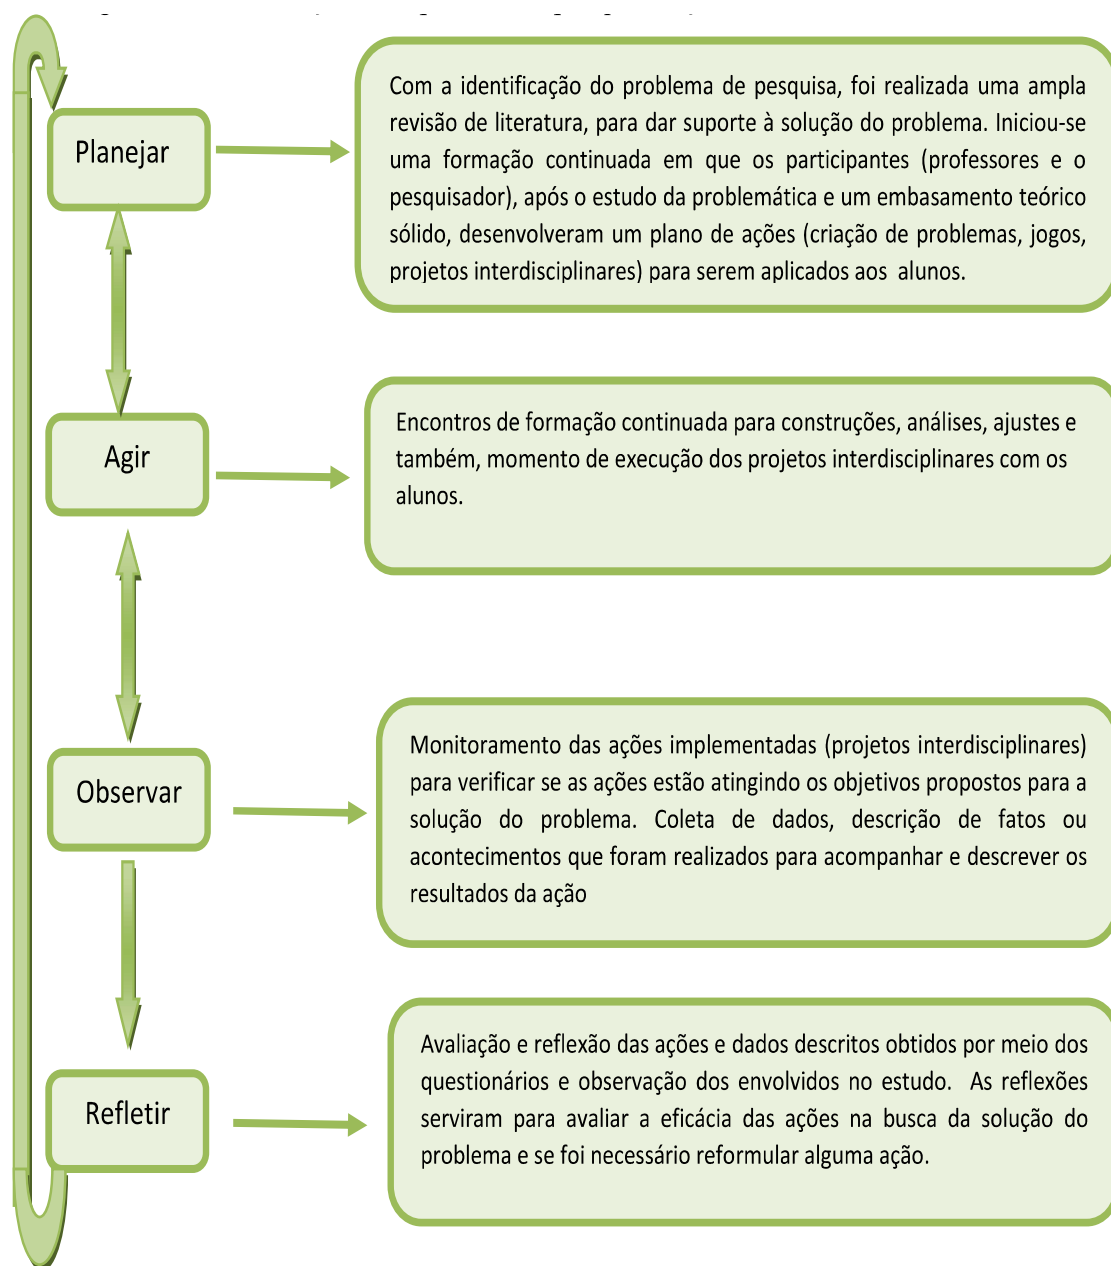 Planejar
Com a identificação do problema de pesquisa, foi realizada uma ampla
revisão de literatura, para dar suporte à solução do problema. Iniciou-se
uma formação continuada em que os participantes (professores e o
pesquisador), após o estudo da problemática e um embasamento teórico
sólido, desenvolveram um plano de ações (criação de problemas, jogos,
projetos interdisciplinares) para serem aplicados aos alunos.
Agir
Encontros de formação continuada para construções, análises, ajustes e
também, momento de execução dos projetos interdisciplinares com os
alunos.
Observar
Monitoramento das ações implementadas (projetos interdisciplinares)
para verificar se as ações estão atingindo os objetivos propostos para a
solução do problema. Coleta de dados, descrição de fatos ou
acontecimentos que foram realizados para acompanhar e descrever os
resultados da ação
Refletir
Avaliação e reflexão das ações e dados descritos obtidos por meio dos
questionários e observação dos envolvidos no estudo. As reflexões
serviram para avaliar a eficácia das ações na busca da solução do
problema e se foi necessário reformular alguma ação.